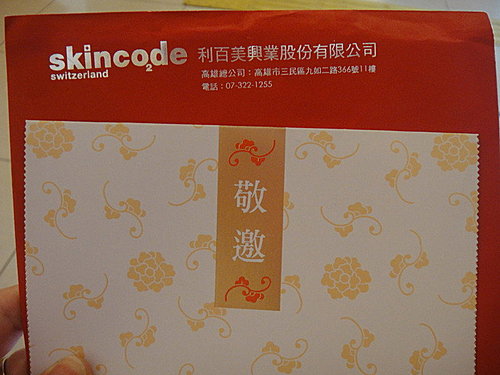 skinco2de
switzerland
利百美興業股份有限公司
高雄總公司：高雄市三民區九如二路366號11樓
電話：07-322-1255
敬邀